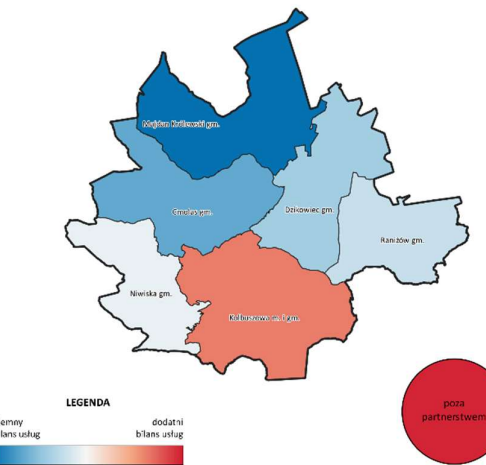 Majdan Królewski gm.
Cmolas gm.
Dzikowiec gm.
Raniżów gm.
Niwiska gm.
Kolbuszowa m. i gm.
LEGENDA
emny
lans usług
dodatni
bilans usług
poza
partnerstwem